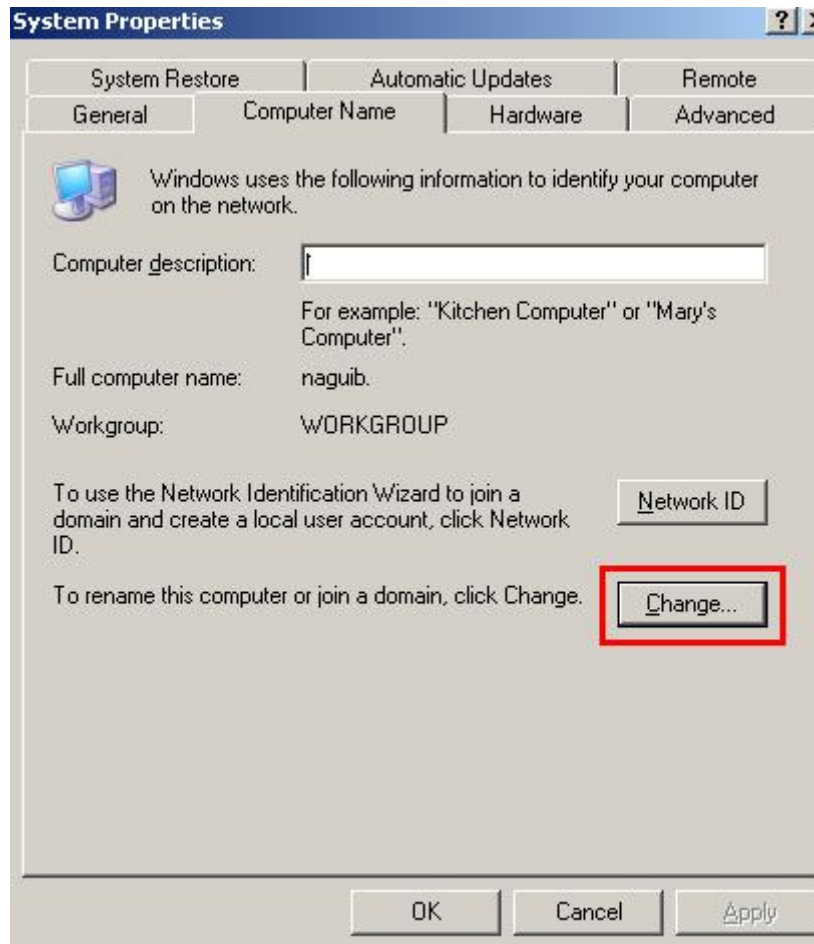 System Properties
System Restore Automatic Updates Remote
General Computer Name Hardware Advanced
Windows uses the following information to identify your computer
on the network.
Computer description:
For example: "Kitchen Computer" or "Mary's
Computer".
Full computer name: naguib.
Workgroup: WORKGROUP
To use the Network Identification Wizard to join a
domain and create a local user account, click Network
ID.
Network ID
To rename this computer or join a domain, click Change.
Change...
OK Cancel Apply